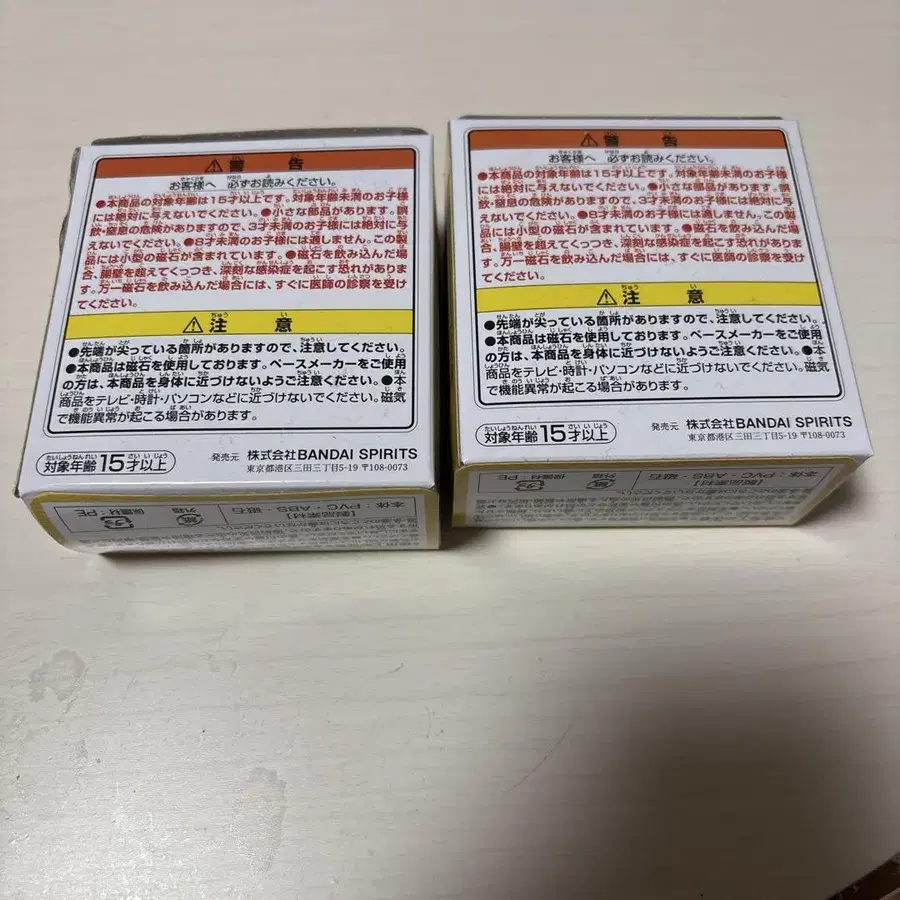 ⚠警告
お客様へ 必ずお読みください。
●本商品の対象年齢は15才以上です。対象年齢未満のお子様
には絶対に与えないでください。●小さな部品があります。誤
飲・窒息の危険がありますので、3才未満のお子様には絶対に与
えないでください。●8才未満のお子様には適しません。この製
品には小型の磁石が含まれています。●磁石を飲み込んだ場
合、腸壁を超えてくっつき、深刻な感染症を起こす恐れがありま
す。万一磁石を飲み込んだ場合には、すぐに医師の診察を受け
てください。
⚠注意
●先端が尖っている箇所がありますので、注意してください。
●本商品は磁石を使用しております。ペースメーカーをご使用
の方は、本商品を身体に近づけないようご注意ください。●本
商品をテレビ・時計・パソコンなどに近づけないでください。磁気
で機能異常が起こる場合があります。
対象年齢 15才以上
発売元 株式会社BANDAI SPIRITS
東京都港区三田三丁目5-19 〒108-0073
【製品素材】
本体:PVC・ABS・磁石
紙
外箱
プラ
保護材:PE
⚠警告
お客様へ 必ずお読みください。
●本商品の対象年齢は15才以上です。対象年齢未満のお子様
には絶対に与えないでください。●小さな部品があります。誤
飲・窒息の危険がありますので、3才未満のお子様には絶対に与
えないでください。●8才未満のお子様には適しません。この製
品には小型の磁石が含まれています。●磁石を飲み込んだ場
合、腸壁を超えてくっつき、深刻な感染症を起こす恐れがありま
す。万一磁石を飲み込んだ場合には、すぐに医師の診察を受
けてください。
⚠注意
●先端が尖っている箇所がありますので、注意してください。
●本商品は磁石を使用しております。ペースメーカーをご使用
の方は、本商品を身体に近づけないようご注意ください。●本
商品をテレビ・時計・パソコンなどに近づけないでください。磁
気で機能異常が起こる場合があります。
対象年齢 15才以上
発売元 株式会社BANDAI SPIRITS
東京都港区三田三丁目5-19 〒108-0073
【製品素材】
本体:PVC・ABS・磁石
紙
外箱
プラ
保護材:PE